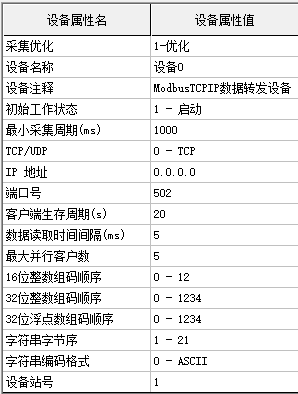 设备属性名 设备属性值
采集优化 1-优化
设备名称 设备0
设备注释 ModbusTCPIP数据转发设备
初始工作状态 1 - 启动
最小采集周期(ms) 1000
TCP/UDP 0 - TCP
IP 地址 0.0.0.0
端口号 502
客户端生存周期(s) 20
数据读取时间间隔(ms) 5
最大并行客户数 5
16位整数组码顺序 0 - 12
32位整数组码顺序 0 - 1234
32位浮点数组码顺序 0 - 1234
字符串字节序 1 - 21
字符串编码格式 0 - ASCII
设备站号 1